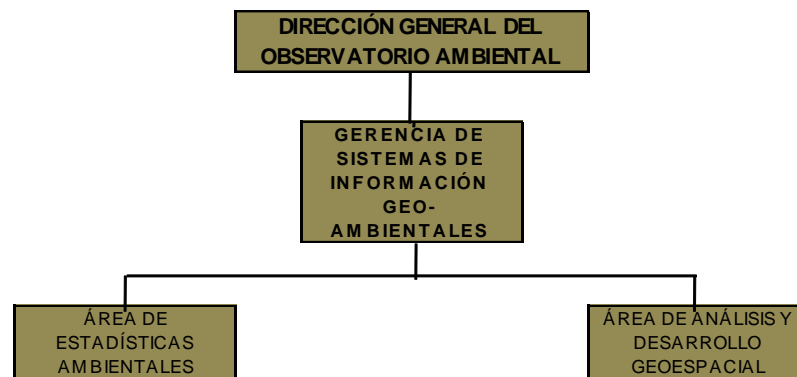 DIRECCIÓN GENERAL DEL
OBSERVATORIO AMBIENTAL
GERENCIA DE
SISTEMAS DE
INFORMACIÓN
GEO-
AMBIENTALES
ÁREA DE
ESTADÍSTICAS
AMBIENTALES
ÁREA DE ANÁLISIS Y
DESARROLLO
GEOESPACIAL